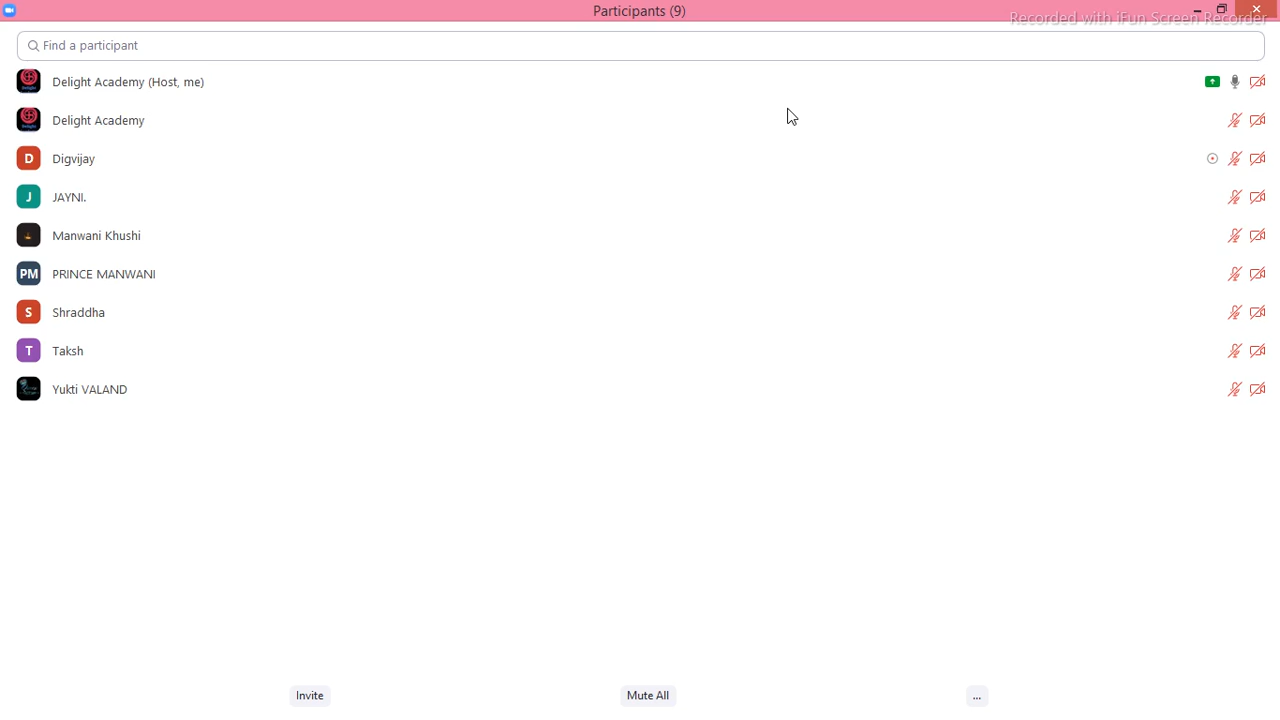 Participants (9)
Recorded with iFun Screen Recorder
Find a participant
Delight Academy (Host, me)
Delight Academy
D Digvijay
J JAYNI.
Manwani Khushi
PM PRINCE MANWANI
S Shraddha
T Taksh
Yukti VALAND
Invite Mute All ...